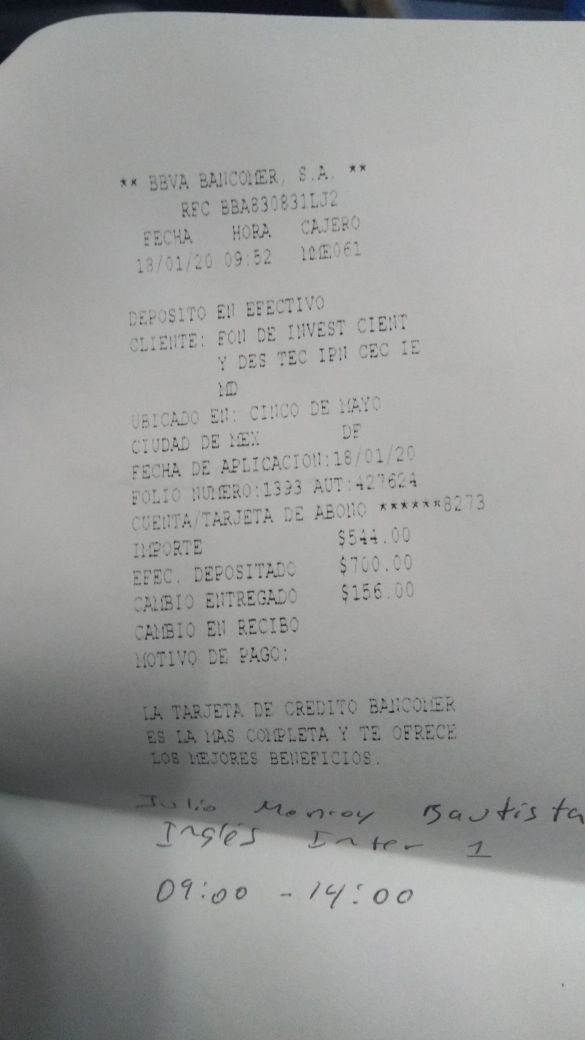 ** BBVA BANCOMER, S.A. **
RFC BBA830831LJ2
FECHA HORA CAJERO
18/01/20 09:52 MME061
DEPOSITO EN EFECTIVO
CLIENTE: FON DE INVEST CIENT
Y DES TEC IPN CEC IE
MD
UBICADO EN: CINCO DE MAYO
CIUDAD DE MEX DF
FECHA DE APLICACION:18/01/20
FOLIO NUMERO:1393 AUT:427624
CUENTA/TARJETA DE ABONO ******8273
IMPORTE $544.00
EFEC. DEPOSITADO $700.00
CAMBIO ENTREGADO $156.00
CAMBIO EN RECIBO
MOTIVO DE PAGO:
LA TARJETA DE CREDITO BANCOMER
ES LA MAS COMPLETA Y TE OFRECE
LOS MEJORES BENEFICIOS.
Julio Monroy Bautista
Inglés Inter 1
09:00 - 14:00